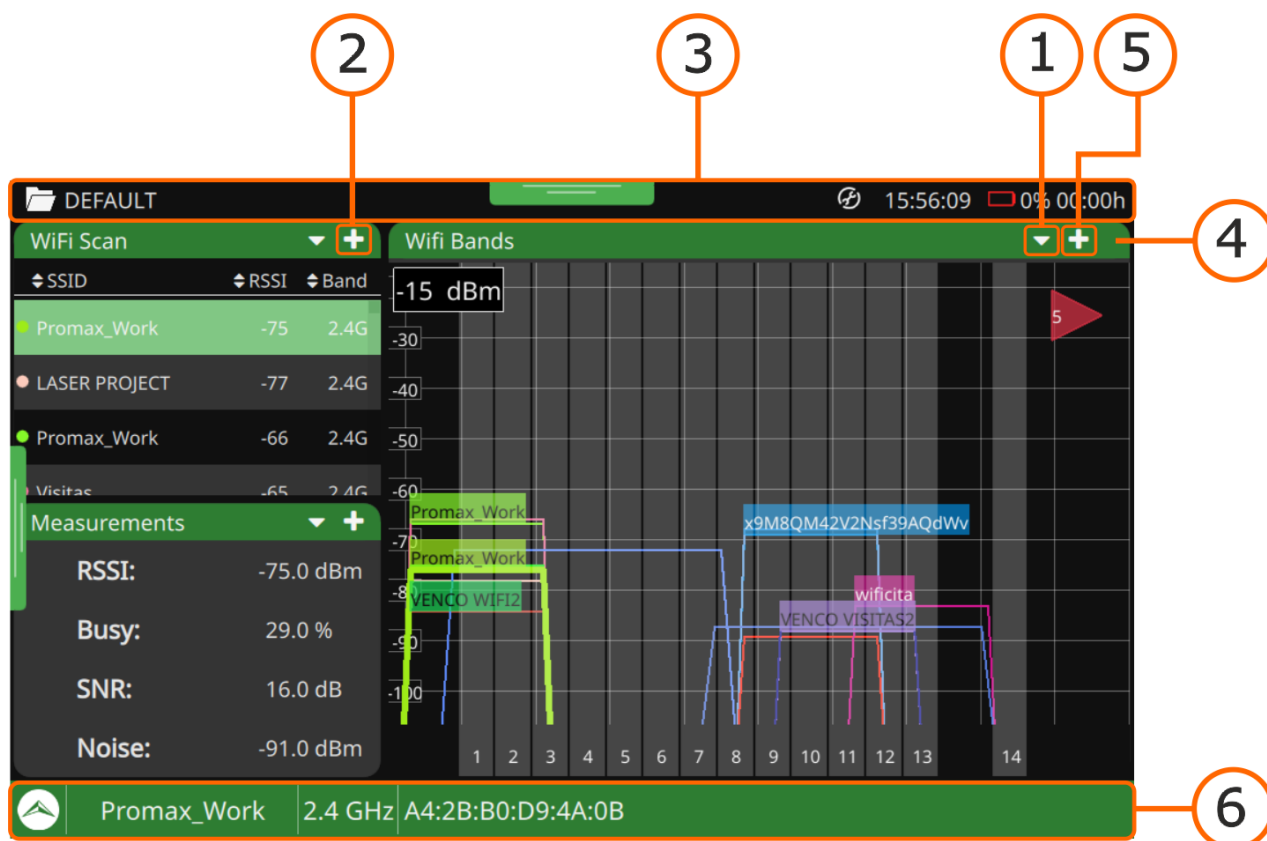 2 3 1 5
DEFAULT 15:56:09 0% 00:00h
4
WiFi Scan
SSID RSSI Band
Promax_Work -75 2.4G
LASER PROJECT -77 2.4G
Promax_Work -66 2.4G
Visitas -65 2.4G
Measurements
RSSI: -75.0 dBm
Busy: 29.0 %
SNR: 16.0 dB
Noise: -91.0 dBm
Wifi Bands
-15 dBm
5
-30
-40
-50
-60
-70
-80
-90
-100
Promax_Work
x9M8QM42V2Nsf39AQdWv
Promax_Work
wificita
VENCO WIFI2
VENCO VISITAS2
1 2 3 4 5 6 7 8 9 10 11 12 13 14
Promax_Work 2.4 GHz A4:2B:B0:D9:4A:0B
6